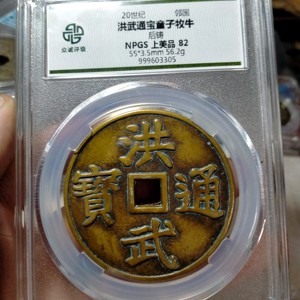 20世纪 邻国
洪武通宝童子牧牛
后铸
NPGS 上美品 82
55*3.5mm 56.2g
999603305
众诚评级
洪
寶 通
武